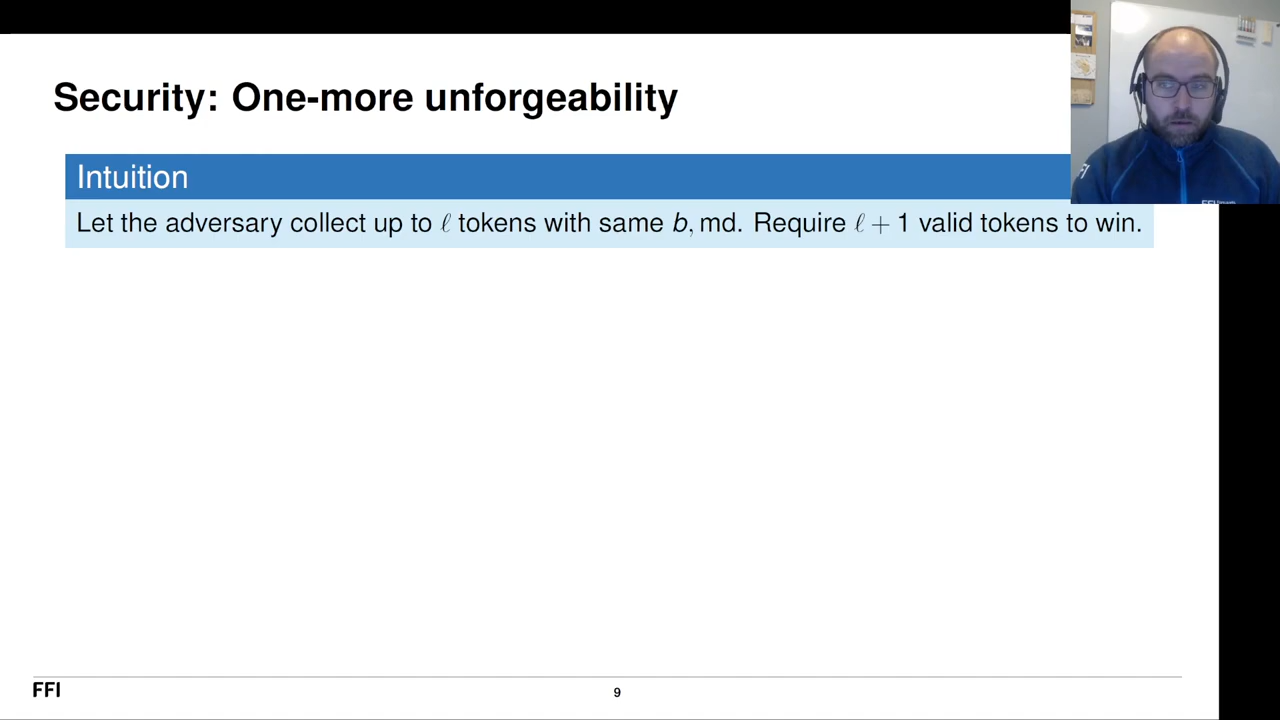 Security: One-more unforgeability
Intuition
Let the adversary collect up to ℓ tokens with same b, md. Require ℓ + 1 valid tokens to win.
FFI
9